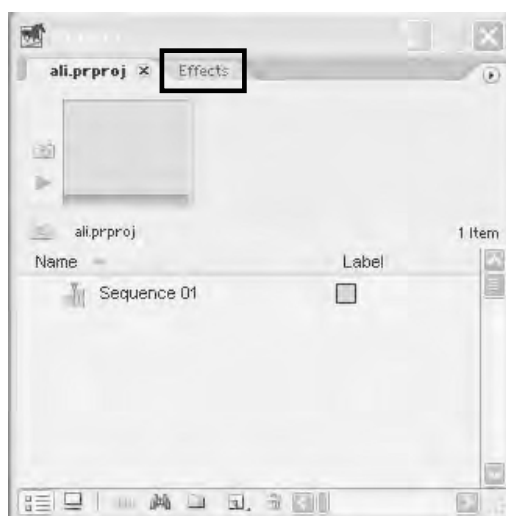 ali.prproj × Effects
ali.prproj 1 Item
Name Label
Sequence 01